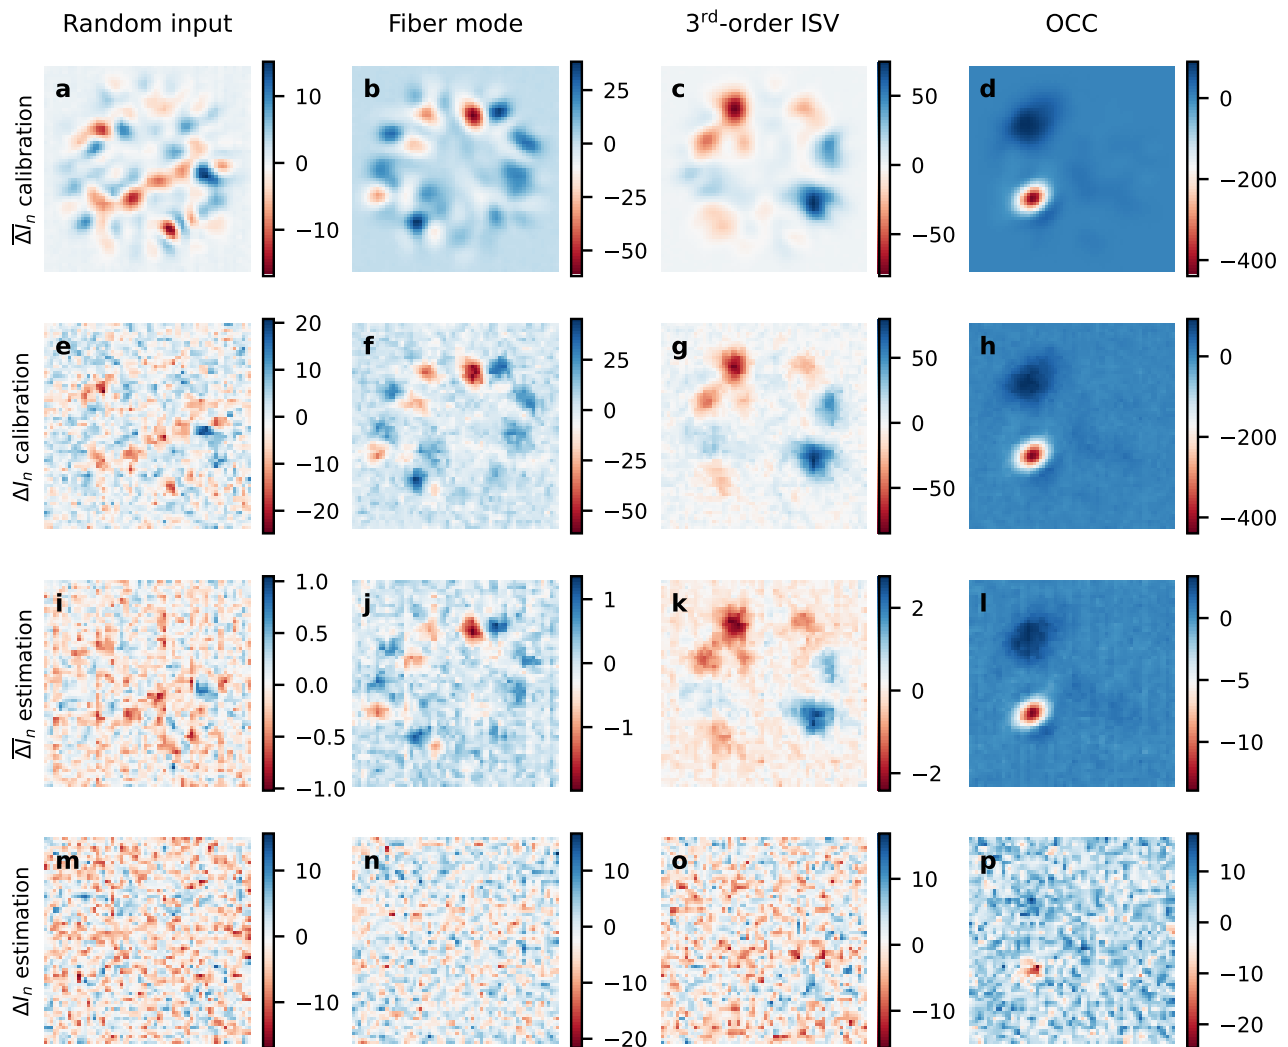 Random input Fiber mode 3rd-order ISV OCC
\overline{ΔI}n calibration
a 10 0 −10
b 25 0 −25 −50
c 50 0 −50
d 0 −200 −400
ΔIn calibration
e 20 10 0 −10 −20
f 25 0 −25 −50
g 50 0 −50
h 0 −200 −400
\overline{ΔI}n estimation
i 1.0 0.5 0.0 −0.5 −1.0
j 1 0 −1
k 2 0 −2
l 0 −5 −10
ΔIn estimation
m 10 0 −10
n 10 0 −10 −20
o 10 0 −10
p 10 0 −10 −20